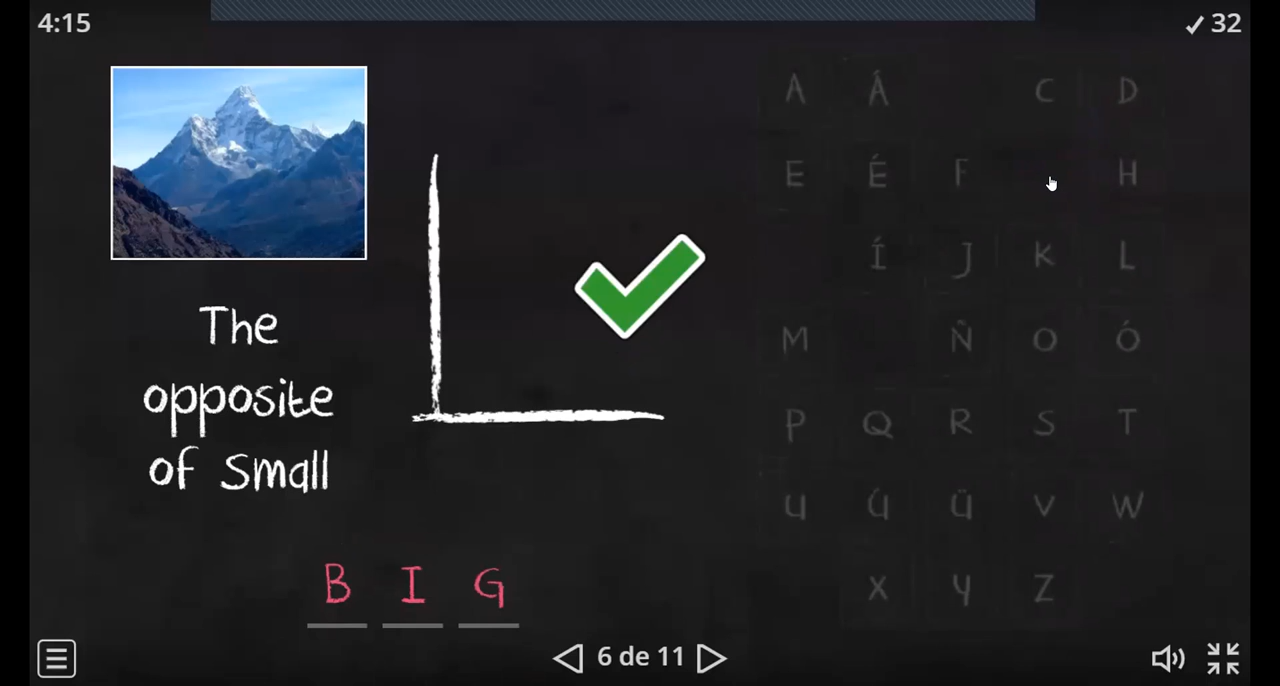 4:15
✓ 32
The
opposite
of Small
B I G
A Á C D
E É F H
Í J K L
M Ñ O Ó
P Q R S T
U Ú Ü V W
X Y Z
6 de 11